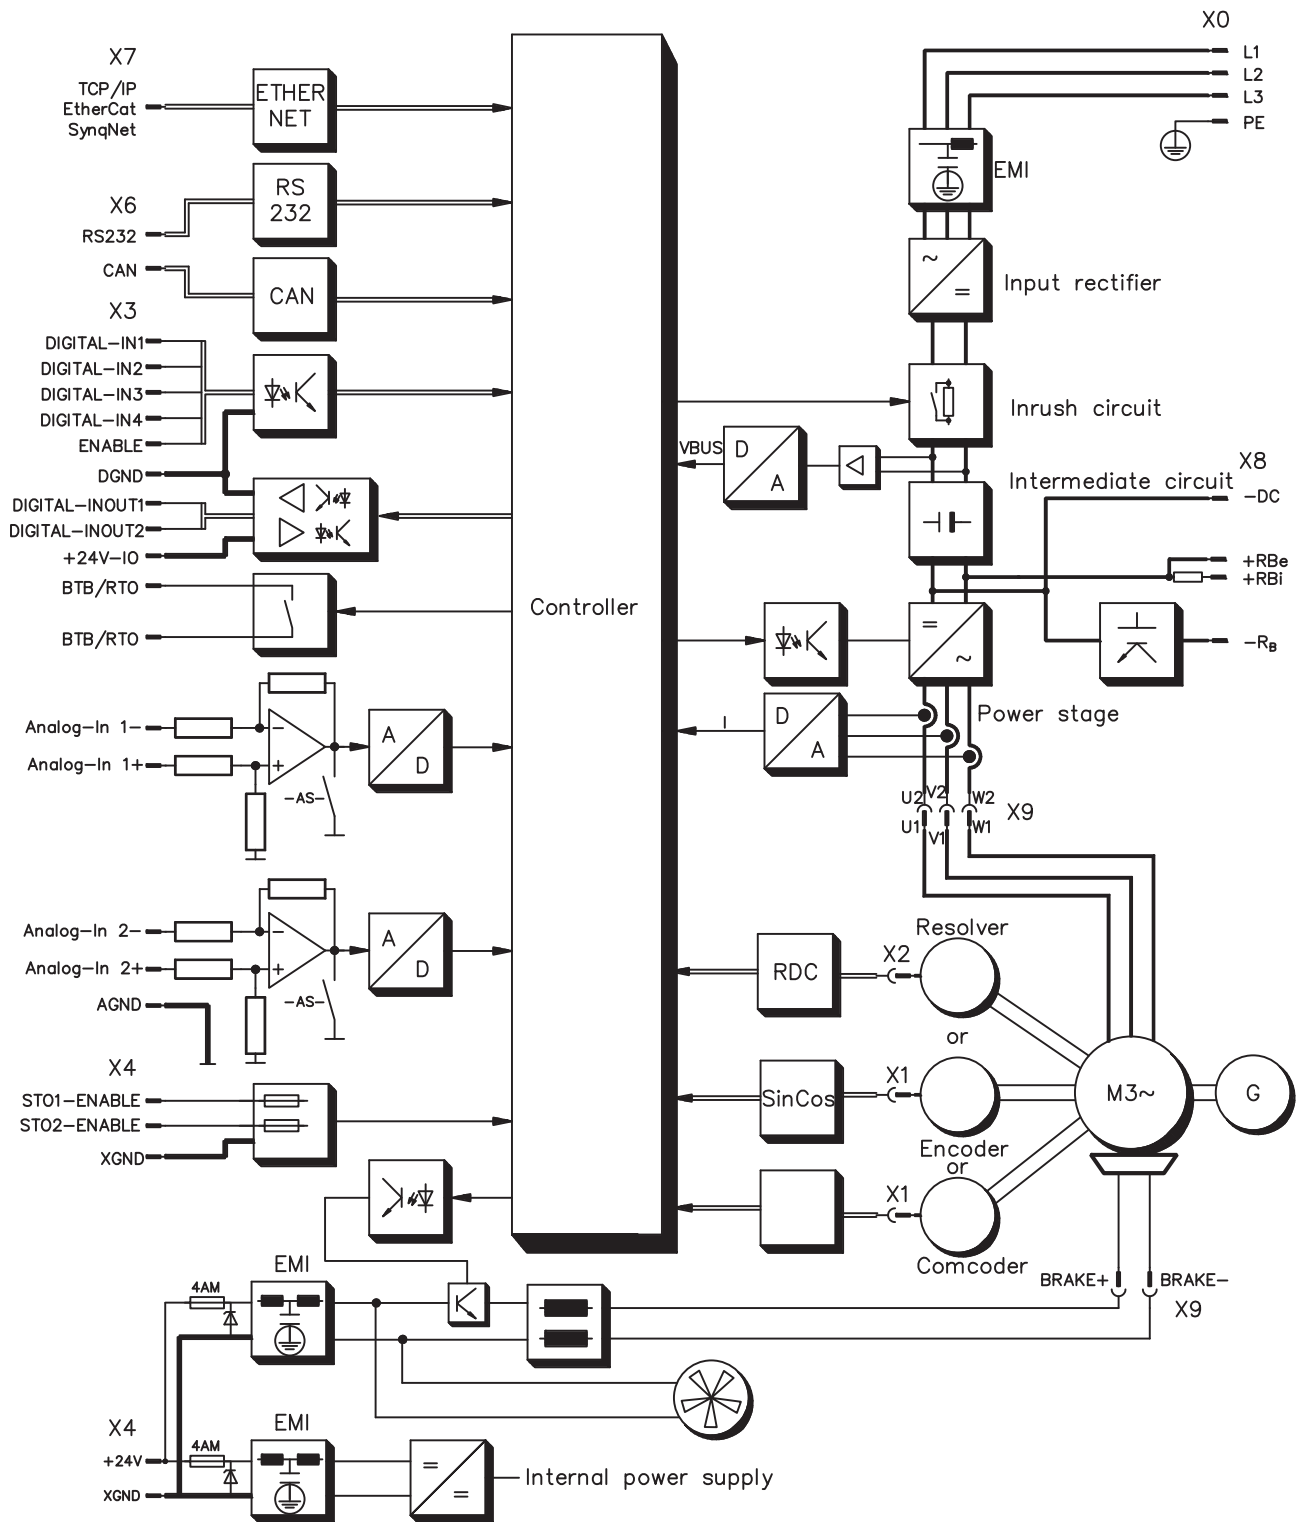 X0
L1
L2
L3
PE
X7
TCP/IP
EtherCat
SynqNet
ETHER
NET
EMI
X6
RS232
RS
232
CAN
CAN
Input rectifier
X3
DIGITAL-IN1
DIGITAL-IN2
DIGITAL-IN3
DIGITAL-IN4
ENABLE
DGND
DIGITAL-INOUT1
DIGITAL-INOUT2
+24V-IO
BTB/RTO
BTB/RTO
~
=
Inrush circuit
VBUS
D
A
Intermediate circuit
X8
-DC
+RBe
+RBi
-RB
Controller
=
~
Power stage
I
D
A
Analog-In 1-
Analog-In 1+
-
+
-AS-
A
D
U2
V2
W2
X9
U1
V1
W1
Analog-In 2-
Analog-In 2+
-
+
-AS-
A
D
AGND
Resolver
RDC
X2
or
X4
STO1-ENABLE
STO2-ENABLE
XGND
SinCos
X1
Encoder
or
M3~
G
X1
Comcoder
BRAKE+
BRAKE-
X9
EMI
4AM
X4
+24V
XGND
4AM
EMI
=
=
Internal power supply